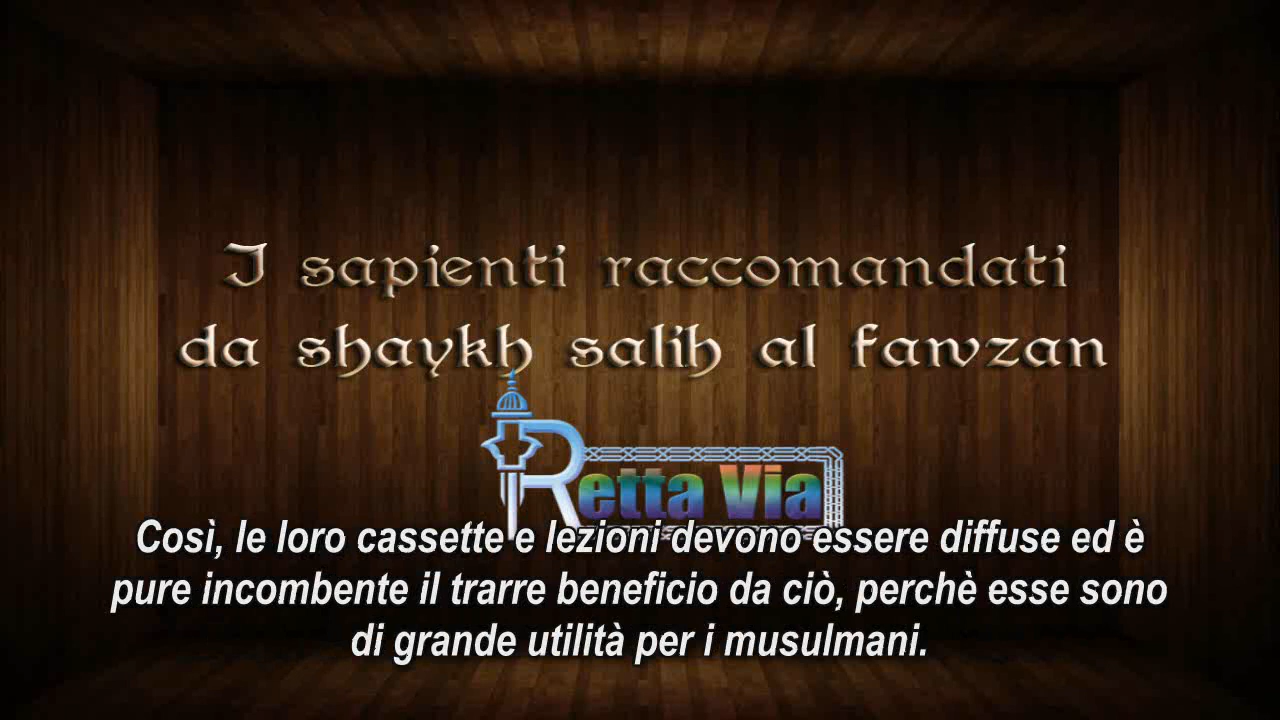 I sapienti raccomandati
da shaykh salih al fawzan
Retta Via
Così, le loro cassette e lezioni devono essere diffuse ed è
pure incombente il trarre beneficio da ciò, perchè esse sono
di grande utilità per i musulmani.